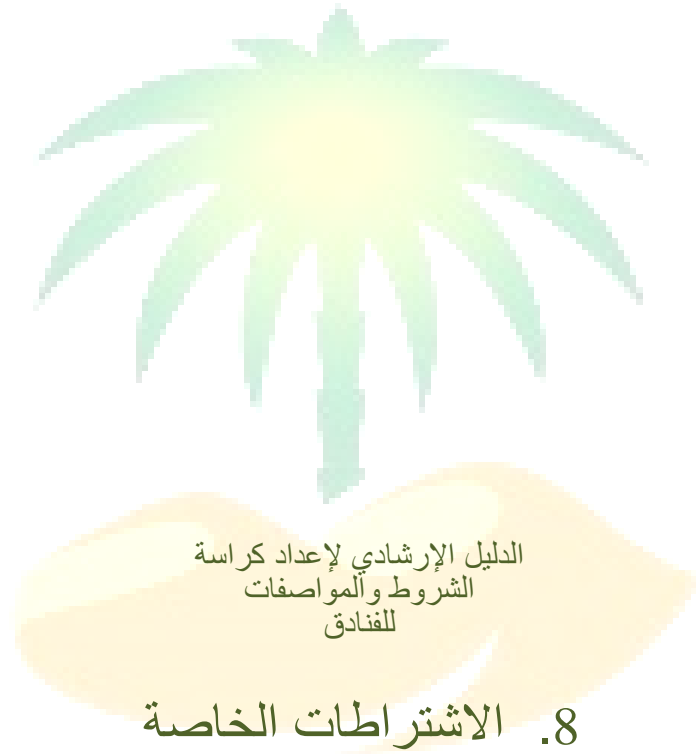 الدليل الإرشادي لإعداد كراسة
الشروط والمواصفات
للفنادق
8. الاشتراطات الخاصة